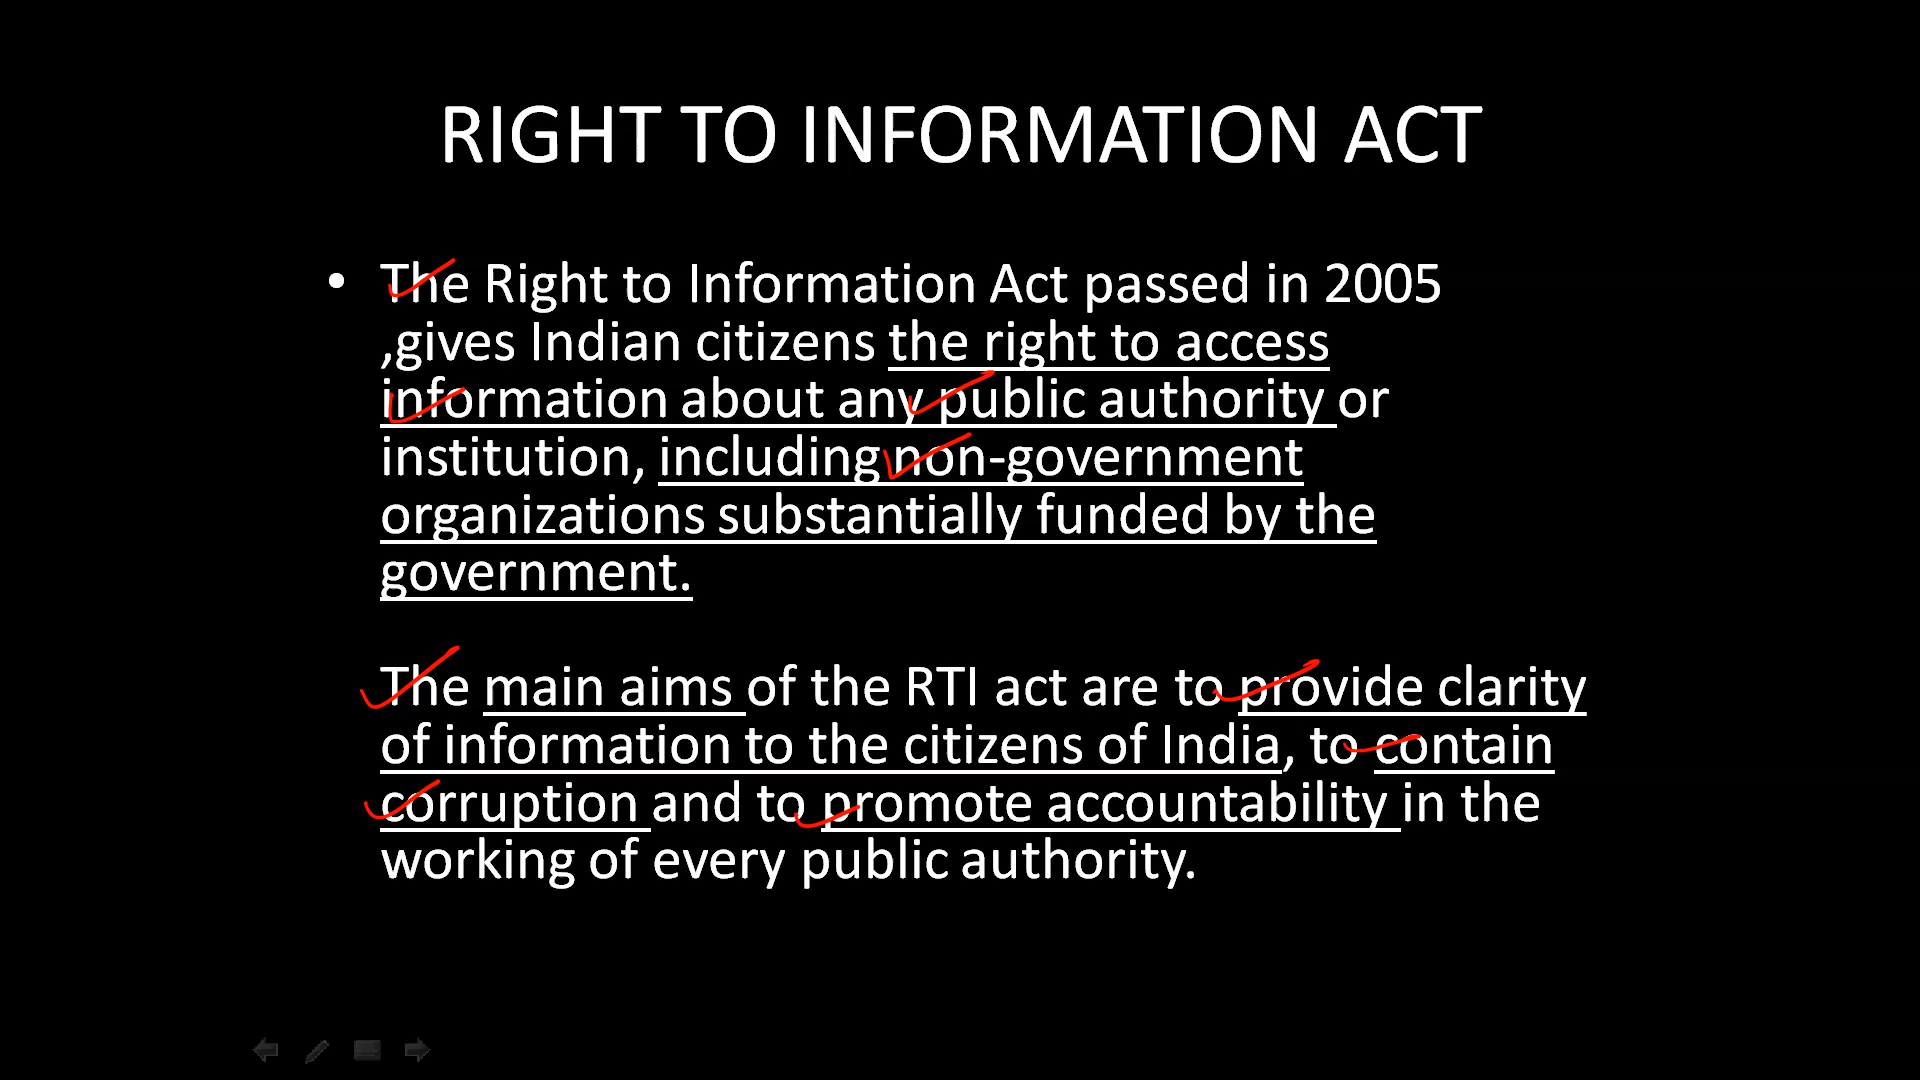 RIGHT TO INFORMATION ACT
• The Right to Information Act passed in 2005
,gives Indian citizens the right to access
information about any public authority or
institution, including non-government
organizations substantially funded by the
government.
The main aims of the RTI act are to provide clarity
of information to the citizens of India, to contain
corruption and to promote accountability in the
working of every public authority.